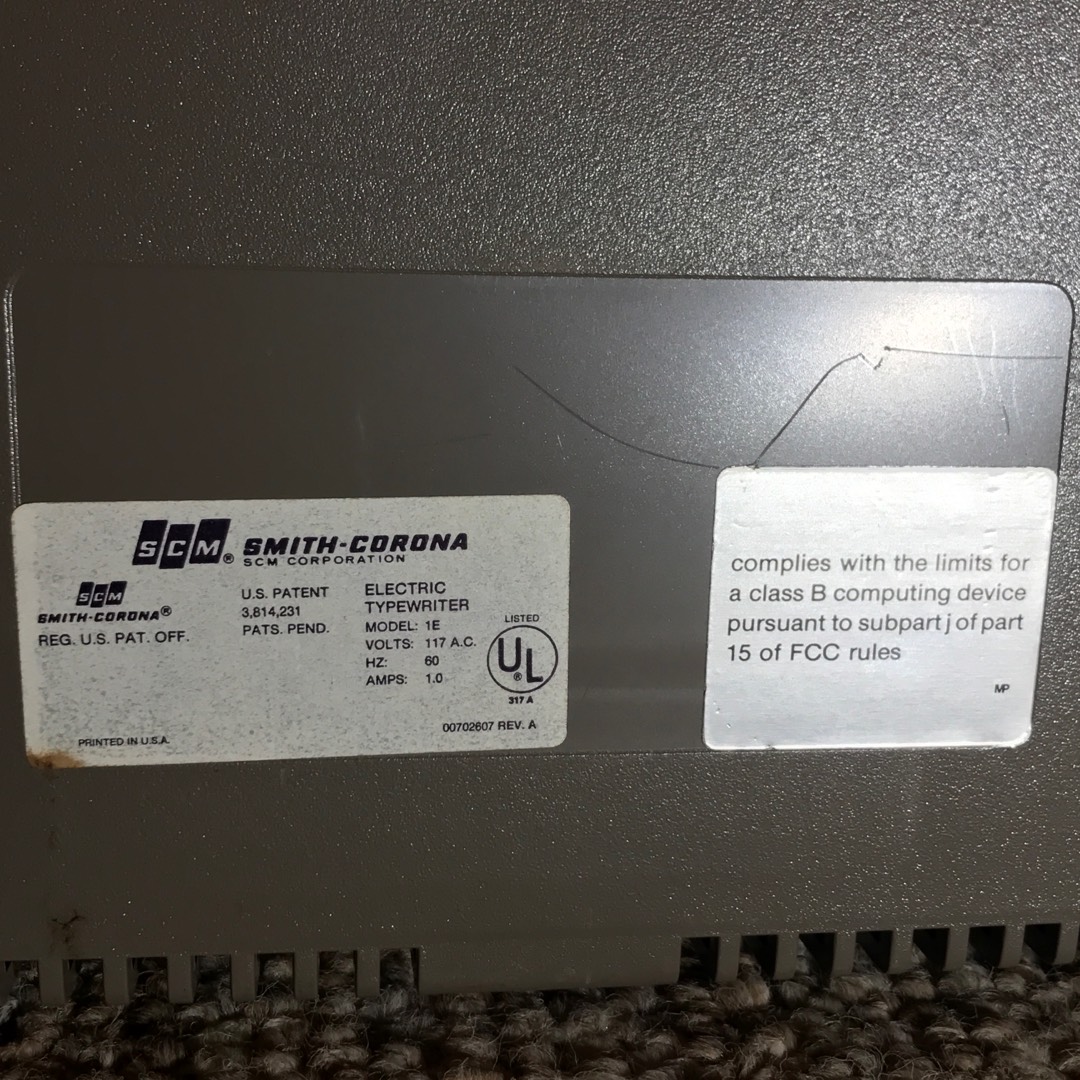 SCM® SMITH-CORONA
SCM CORPORATION
SCM
SMITH-CORONA®
REG. U.S. PAT. OFF.
U.S. PATENT
3,814,231
PATS. PEND.
ELECTRIC
TYPEWRITER
MODEL: 1E
VOLTS: 117 A.C.
HZ: 60
AMPS: 1.0
LISTED
UL®
317 A
00702607 REV. A
PRINTED IN U.S.A.
complies with the limits for
a class B computing device
pursuant to subpart j of part
15 of FCC rules
MP